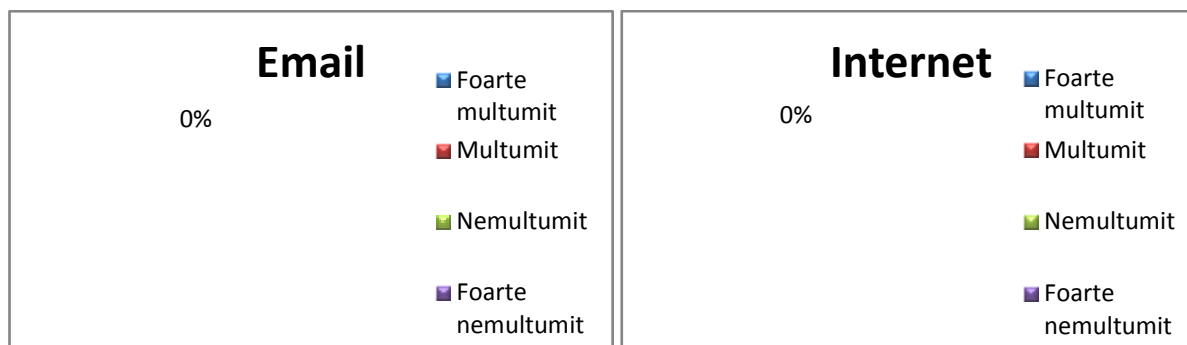 Email
0%
Foarte
multumit
Multumit
Nemultumit
Foarte
nemultumit
Internet
0%
Foarte
multumit
Multumit
Nemultumit
Foarte
nemultumit